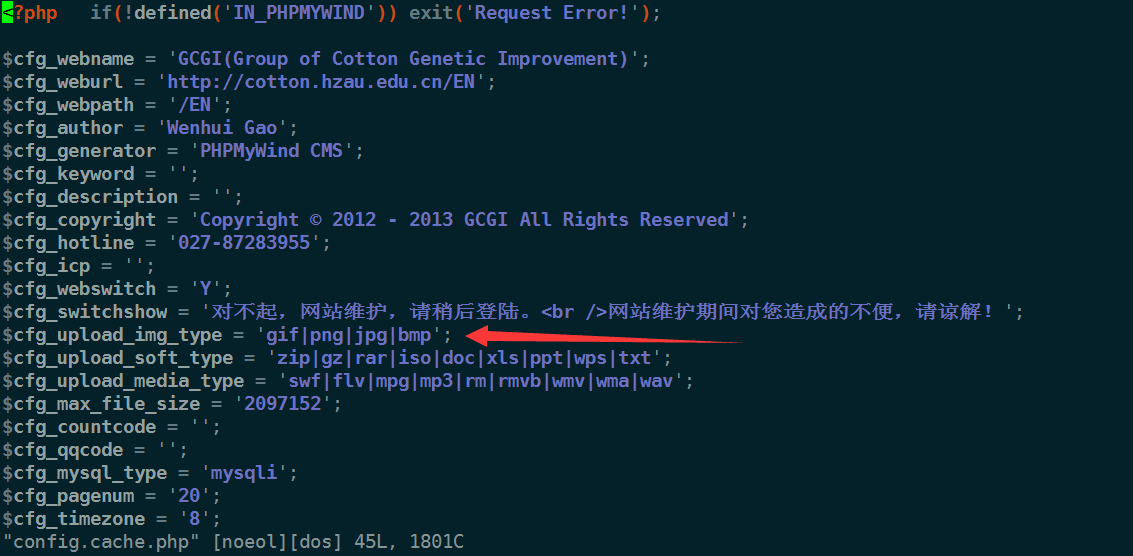 <?php   if(!defined('IN_PHPMYWIND')) exit('Request Error!');
$cfg_webname = 'GCGI(Group of Cotton Genetic Improvement)';
$cfg_weburl = 'http://cotton.hzau.edu.cn/EN';
$cfg_webpath = '/EN';
$cfg_author = 'Wenhui Gao';
$cfg_generator = 'PHPMyWind CMS';
$cfg_keyword = '';
$cfg_description = '';
$cfg_copyright = 'Copyright © 2012 - 2013 GCGI All Rights Reserved';
$cfg_hotline = '027-87283955';
$cfg_icp = '';
$cfg_webswitch = 'Y';
$cfg_switchshow = '对不起，网站维护，请稍后登陆。<br />网站维护期间对您造成的不便，请谅解！';
$cfg_upload_img_type = 'gif|png|jpg|bmp';
$cfg_upload_soft_type = 'zip|gz|rar|iso|doc|xls|ppt|wps|txt';
$cfg_upload_media_type = 'swf|flv|mpg|mp3|rm|rmvb|wmv|wma|wav';
$cfg_max_file_size = '2097152';
$cfg_countcode = '';
$cfg_qqcode = '';
$cfg_mysql_type = 'mysqli';
$cfg_pagenum = '20';
$cfg_timezone = '8';
"config.cache.php" [noeol][dos] 45L, 1801C